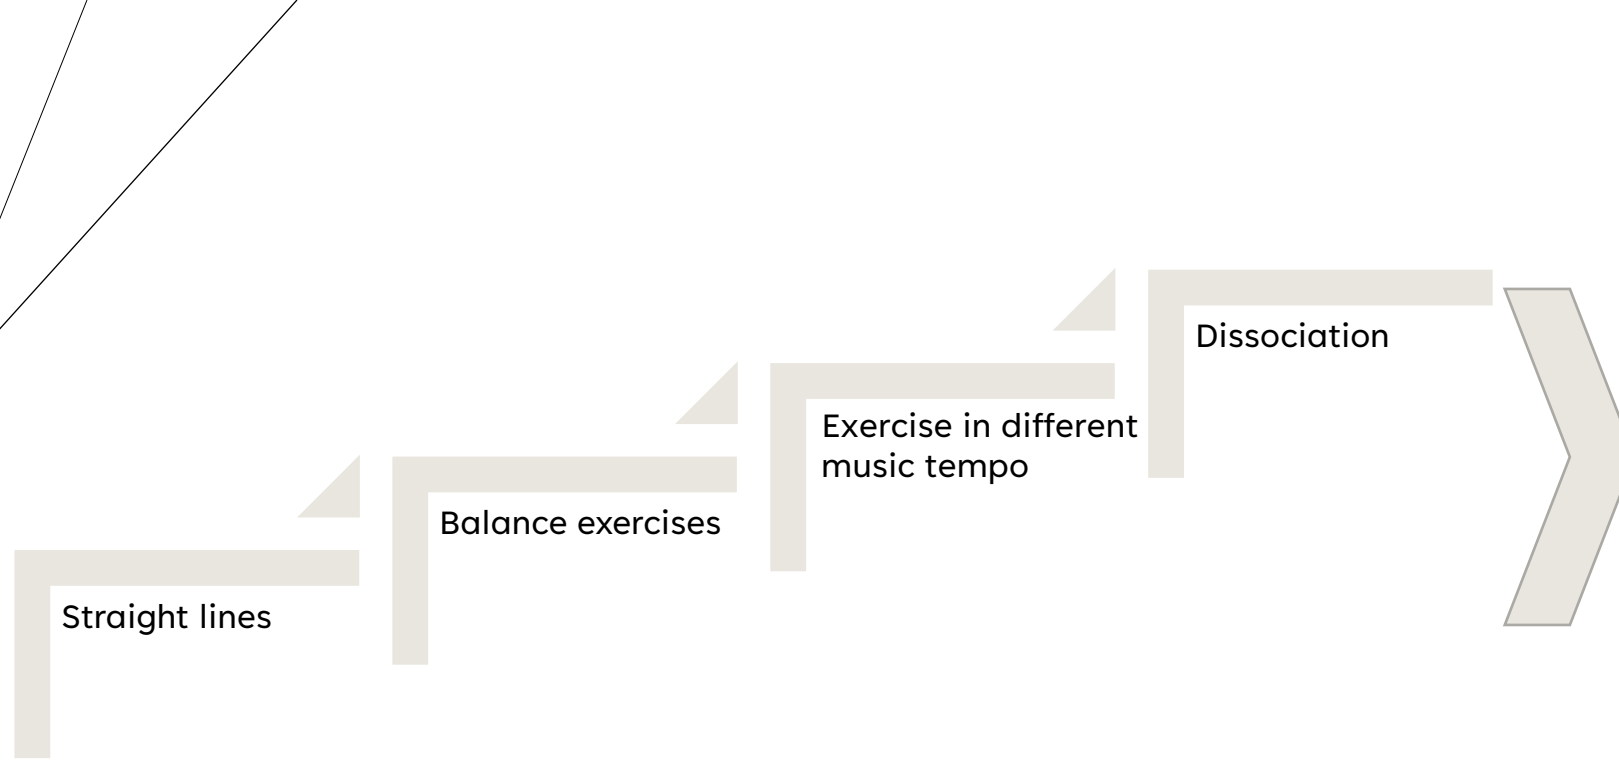 Straight lines
Balance exercises
Exercise in different
music tempo
Dissociation